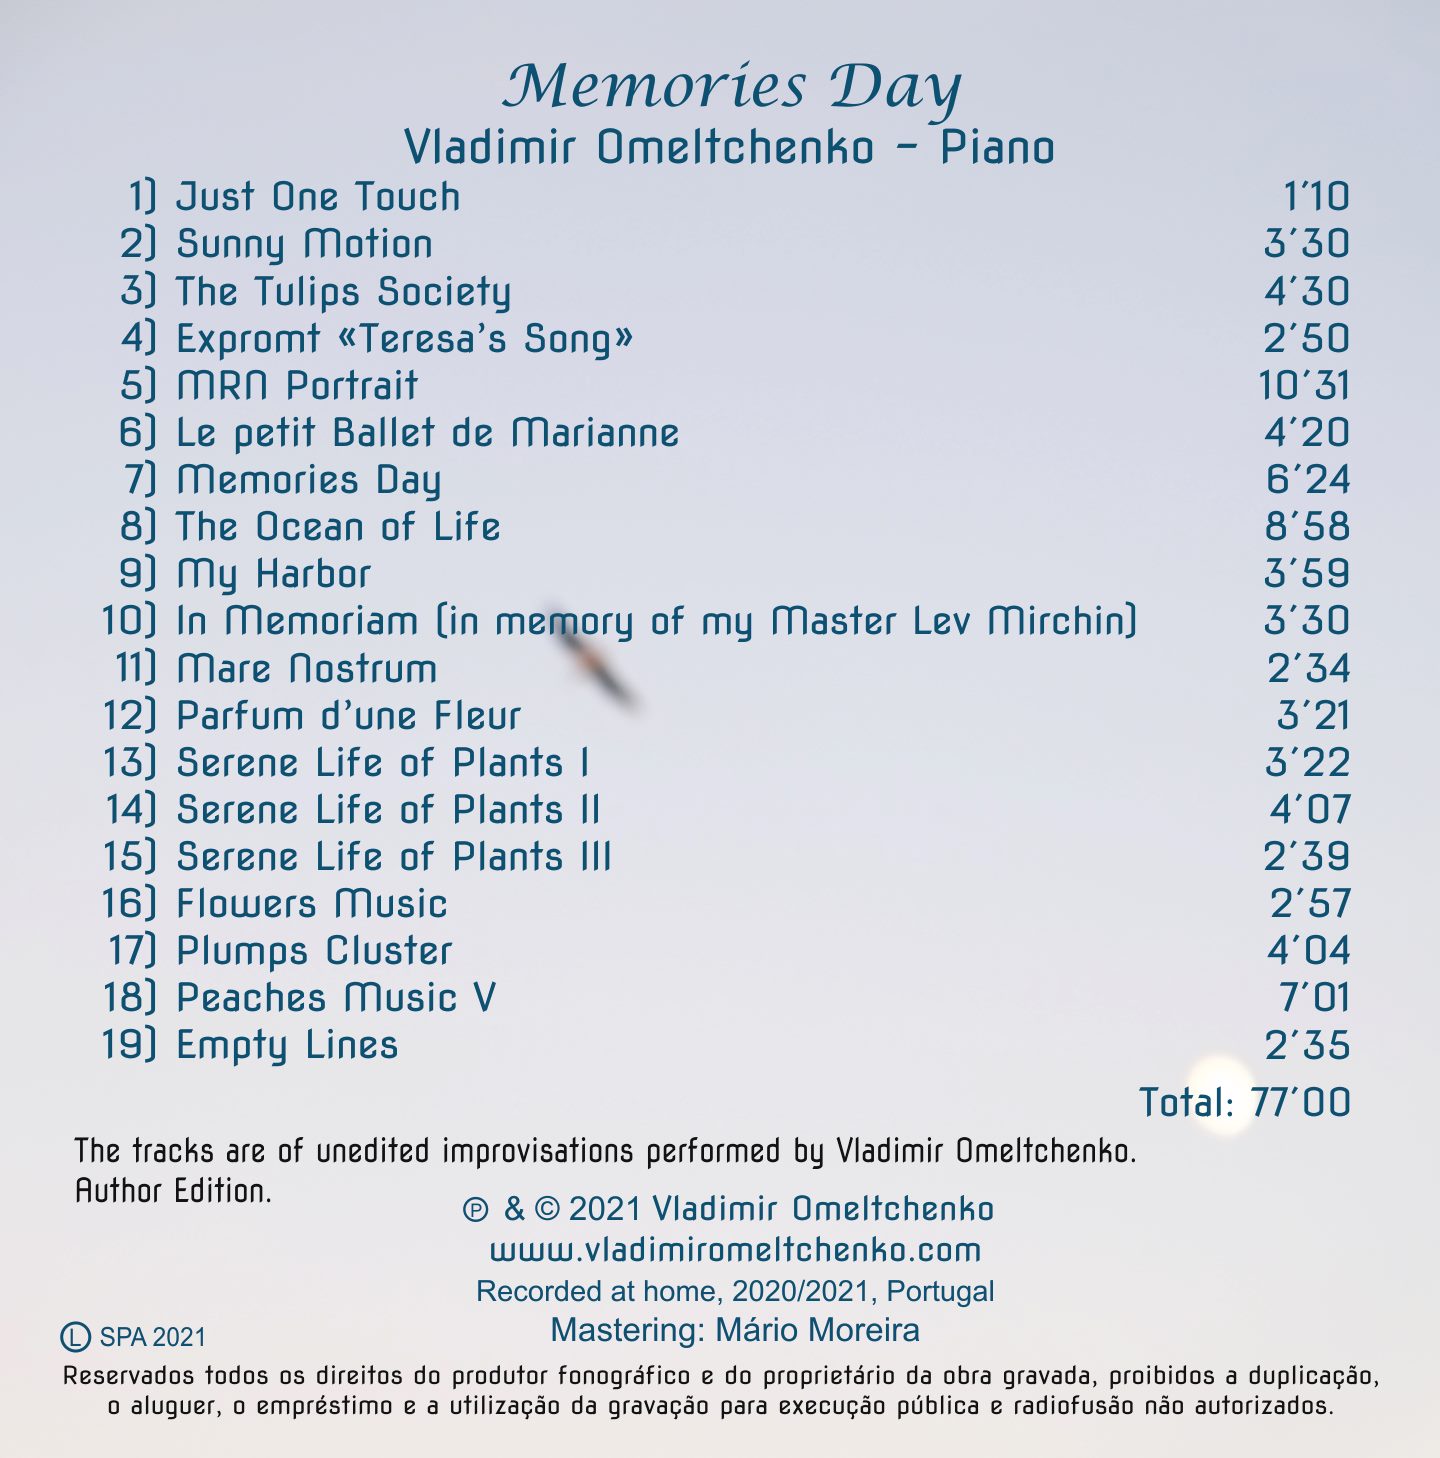 Memories Day
Vladimir Omeltchenko - Piano
1) Just One Touch 1'10
2) Sunny Motion 3'30
3) The Tulips Society 4'30
4) Expromt «Teresa's Song» 2'50
5) MRN Portrait 10'31
6) Le petit Ballet de Marianne 4'20
7) Memories Day 6'24
8) The Ocean of Life 8'58
9) My Harbor 3'59
10) In Memoriam (in memory of my Master Lev Mirchin) 3'30
11) Mare Nostrum 2'34
12) Parfum d'une Fleur 3'21
13) Serene Life of Plants I 3'22
14) Serene Life of Plants II 4'07
15) Serene Life of Plants III 2'39
16) Flowers Music 2'57
17) Plumps Cluster 4'04
18) Peaches Music V 7'01
19) Empty Lines 2'35
Total: 77'00
The tracks are of unedited improvisations performed by Vladimir Omeltchenko.
Author Edition.
℗ & © 2021 Vladimir Omeltchenko
www.vladimiromeltchenko.com
Recorded at home, 2020/2021, Portugal
Mastering: Mário Moreira
Ⓛ SPA 2021
Reservados todos os direitos do produtor fonográfico e do proprietário da obra gravada, proibidos a duplicação,
o aluguer, o empréstimo e a utilização da gravação para execução pública e radiofusão não autorizados.